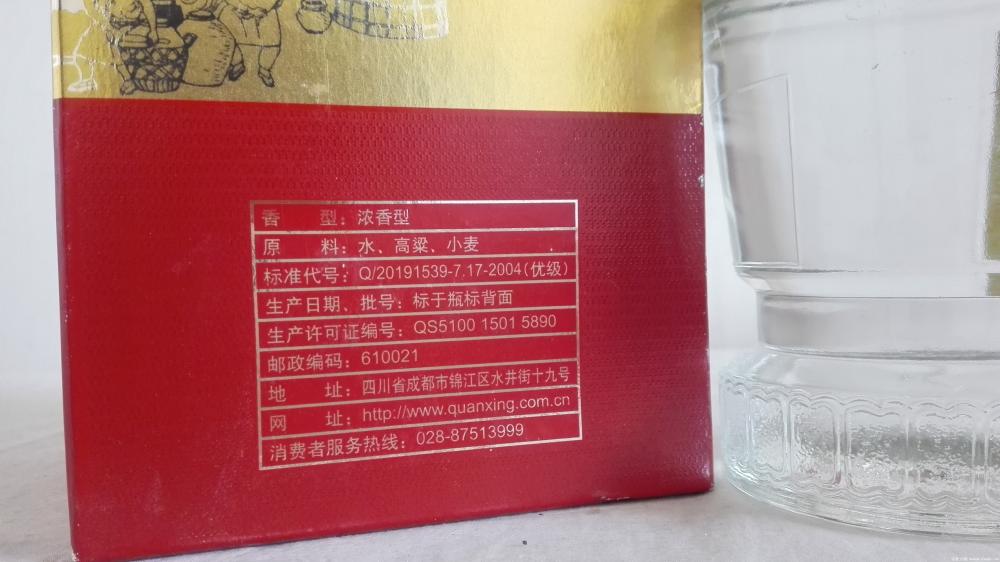 香　　型：浓香型
原　　料：水、高粱、小麦
标准代号：Q/20191539-7.17-2004(优级)
生产日期、批号：标于瓶标背面
生产许可证编号：QS5100 1501 5890
邮政编码：610021
地　　址：四川省成都市锦江区水井街十九号
网　　址：http://www.quanxing.com.cn
消费者服务热线：028-87513999